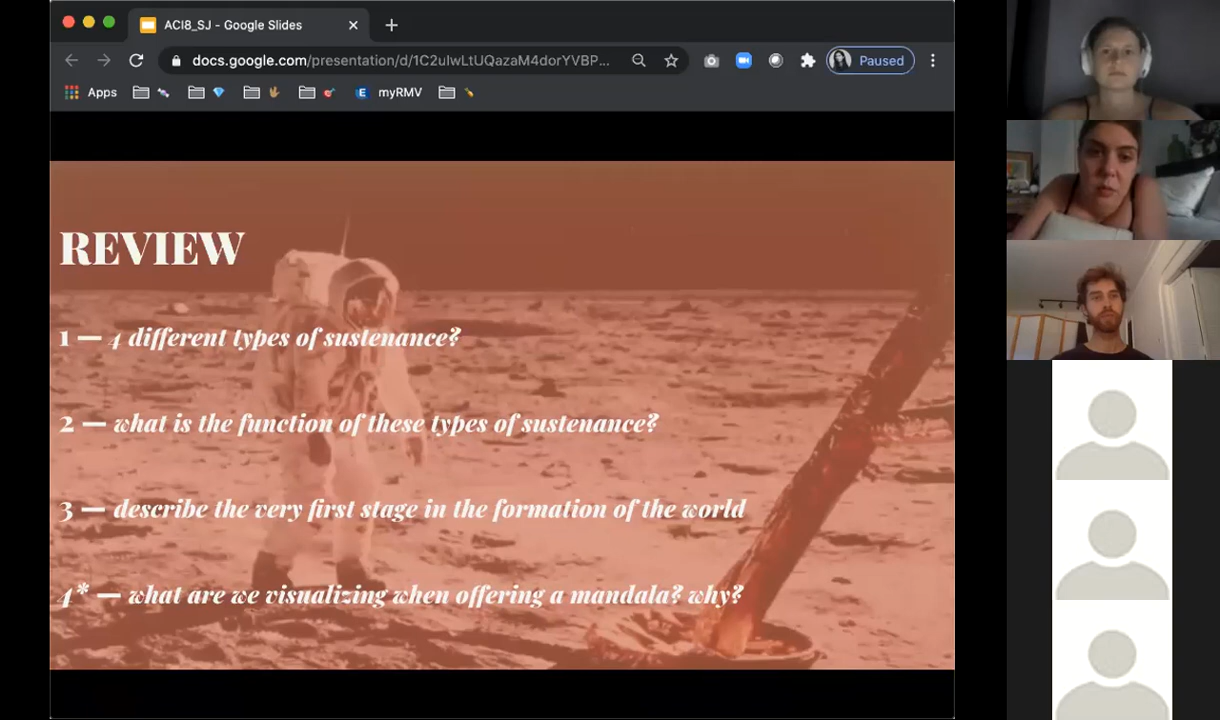 ACI8_SJ - Google Slides
docs.google.com/presentation/d/1C2ulwLtUQazaM4dorYVBP...
Paused
Apps
myRMV
REVIEW
1 — 4 different types of sustenance?
2 — what is the function of these types of sustenance?
3 — describe the very first stage in the formation of the world
4* — what are we visualizing when offering a mandala? why?